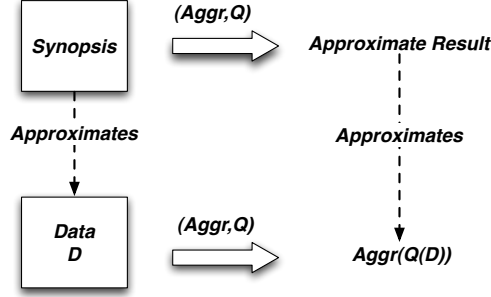 (Aggr,Q)
Synopsis
Approximate Result
Approximates
Approximates
(Aggr,Q)
Data
D
Aggr(Q(D))